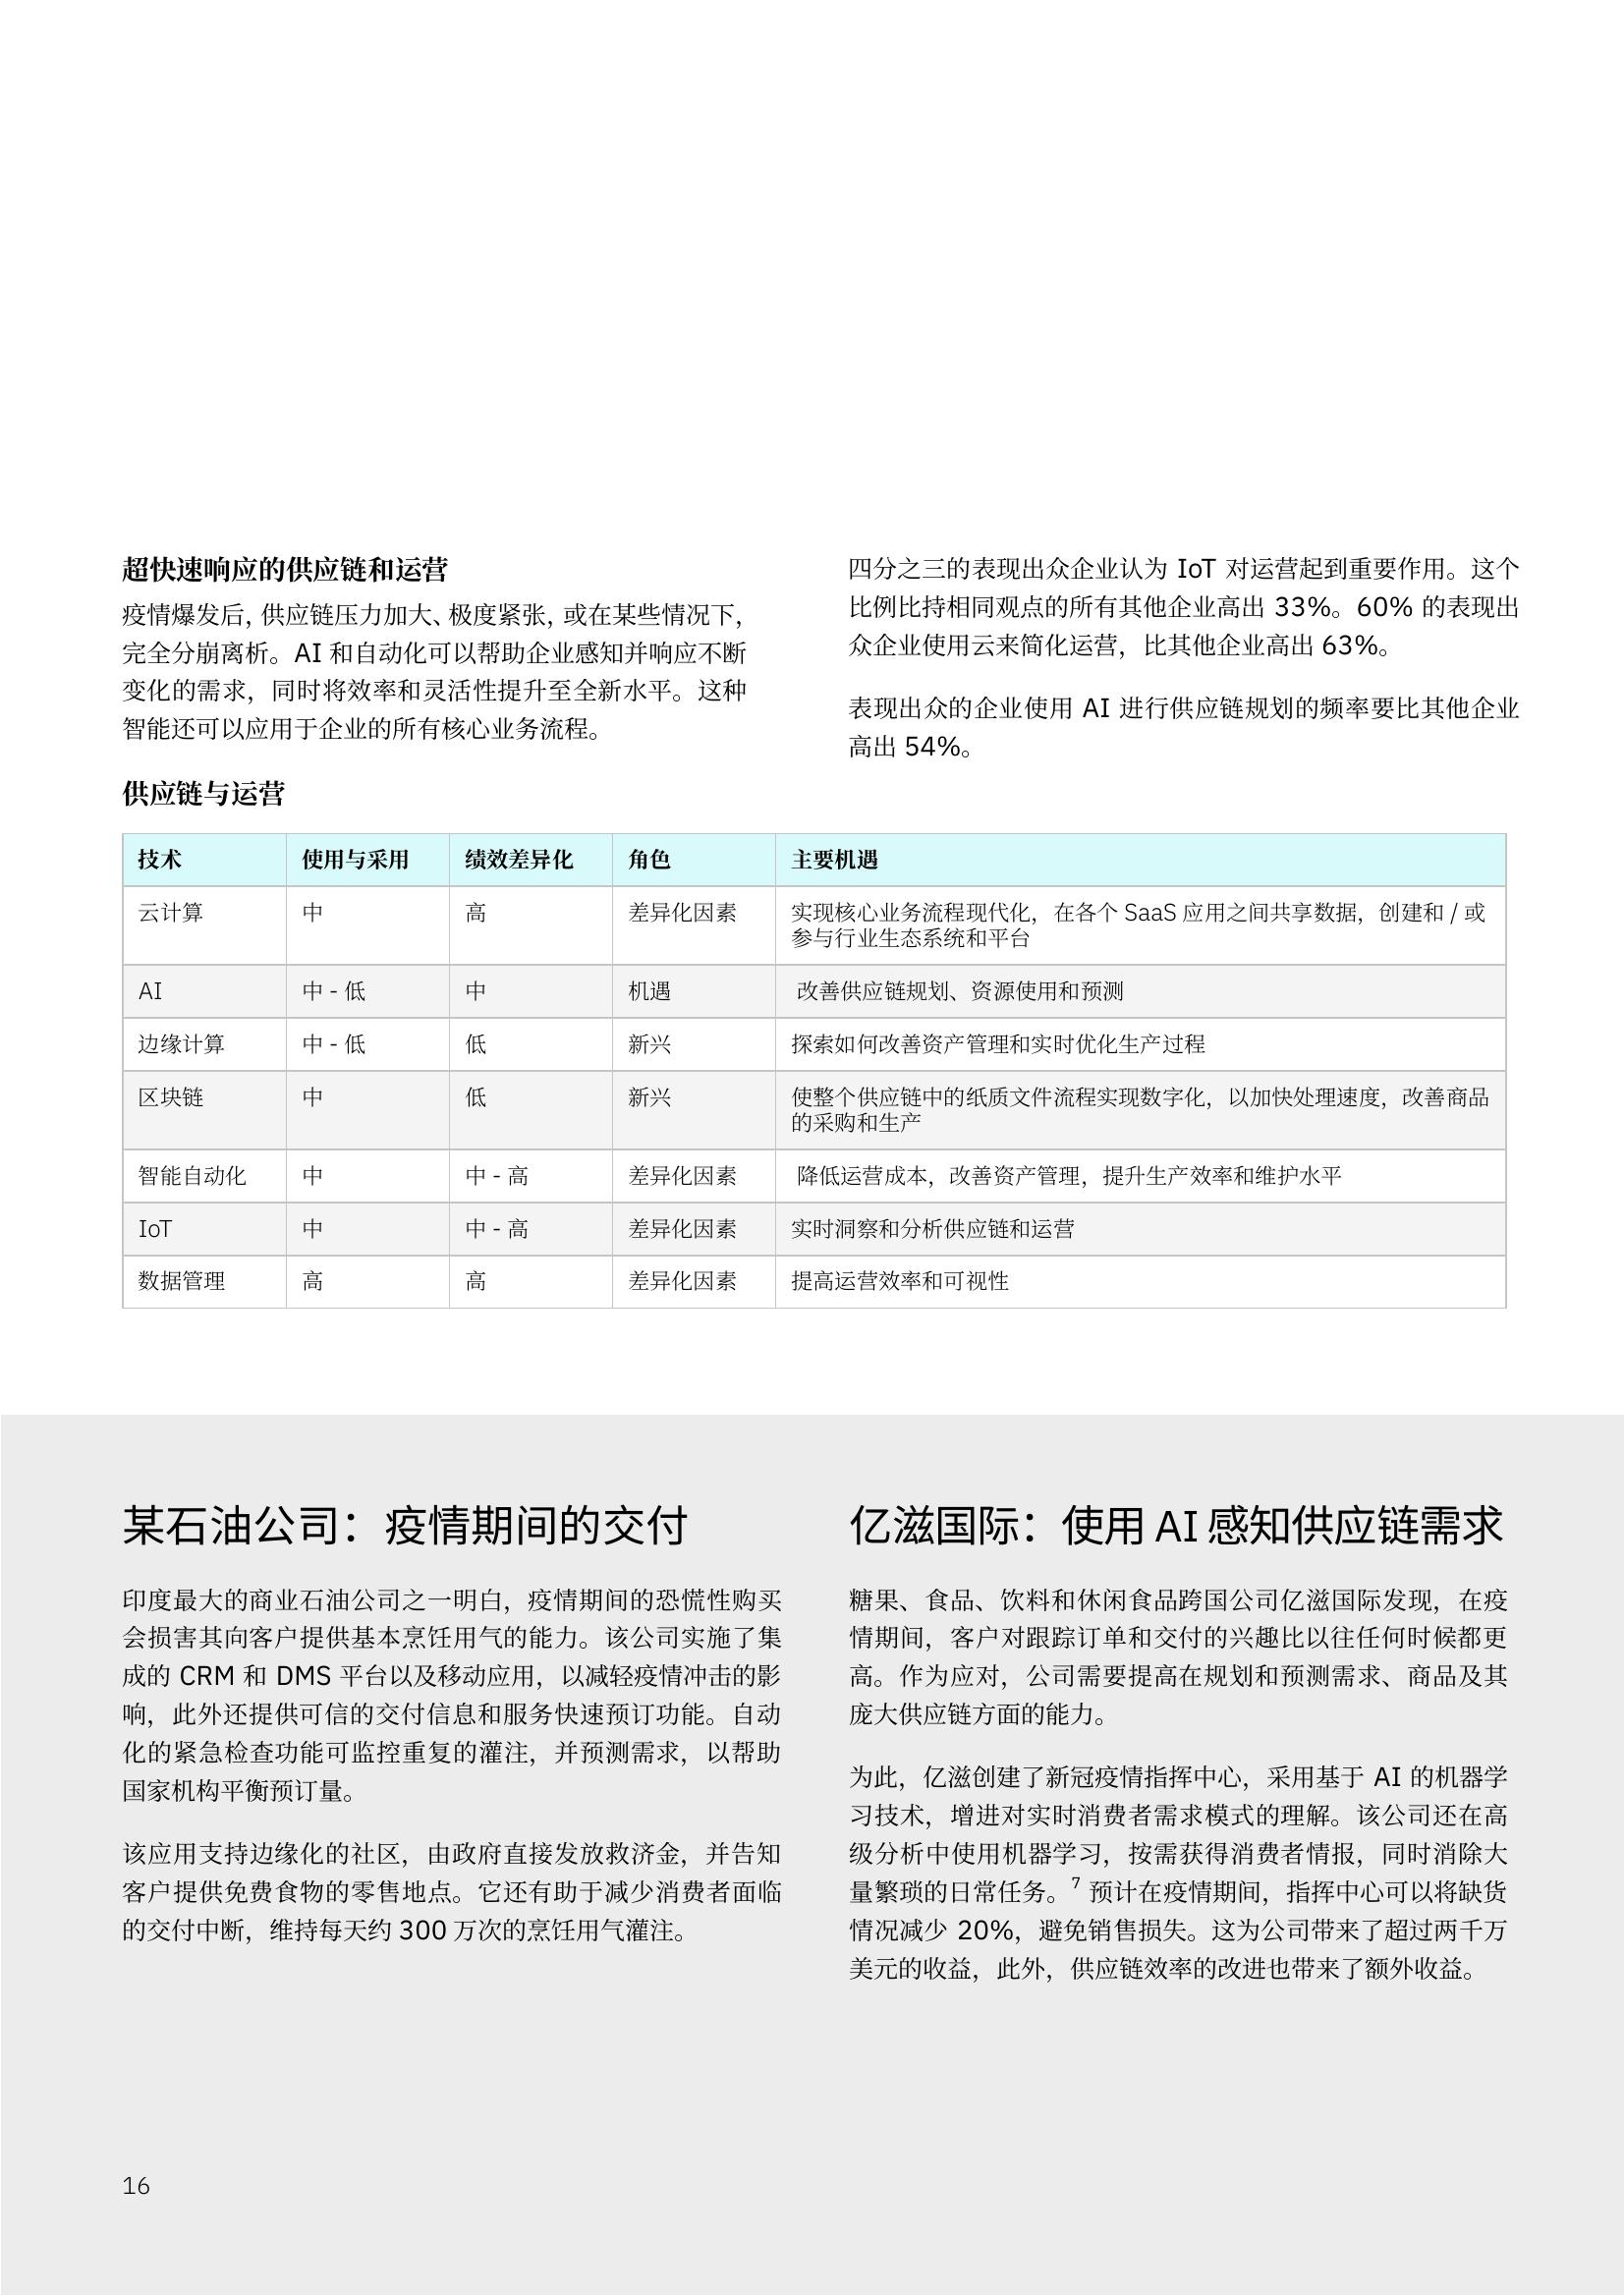 超快速响应的供应链和运营
疫情爆发后，供应链压力加大、极度紧张，或在某些情况下，
完全分崩离析。AI 和自动化可以帮助企业感知并响应不断
变化的需求，同时将效率和灵活性提升至全新水平。这种
智能还可以应用于企业的所有核心业务流程。
四分之三的表现出众企业认为 IoT 对运营起到重要作用。这个
比例比持相同观点的所有其他企业高出 33%。60% 的表现出
众企业使用云来简化运营，比其他企业高出 63%。
表现出众的企业使用 AI 进行供应链规划的频率要比其他企业
高出 54%。
供应链与运营
技术 使用与采用 绩效差异化 角色 主要机遇
云计算 中 高 差异化因素 实现核心业务流程现代化，在各个 SaaS 应用之间共享数据，创建和 / 或
参与行业生态系统和平台
AI 中 - 低 中 机遇 改善供应链规划、资源使用和预测
边缘计算 中 - 低 低 新兴 探索如何改善资产管理和实时优化生产过程
区块链 中 低 新兴 使整个供应链中的纸质文件流程实现数字化，以加快处理速度，改善商品
的采购和生产
智能自动化 中 中 - 高 差异化因素 降低运营成本，改善资产管理，提升生产效率和维护水平
IoT 中 中 - 高 差异化因素 实时洞察和分析供应链和运营
数据管理 高 高 差异化因素 提高运营效率和可视性
某石油公司：疫情期间的交付
印度最大的商业石油公司之一明白，疫情期间的恐慌性购买
会损害其向客户提供基本烹饪用气的能力。该公司实施了集
成的 CRM 和 DMS 平台以及移动应用，以减轻疫情冲击的影
响，此外还提供可信的交付信息和服务快速预订功能。自动
化的紧急检查功能可监控重复的灌注，并预测需求，以帮助
国家机构平衡预订量。
该应用支持边缘化的社区，由政府直接发放救济金，并告知
客户提供免费食物的零售地点。它还有助于减少消费者面临
的交付中断，维持每天约 300 万次的烹饪用气灌注。
亿滋国际：使用 AI 感知供应链需求
糖果、食品、饮料和休闲食品跨国公司亿滋国际发现，在疫
情期间，客户对跟踪订单和交付的兴趣比以往任何时候都更
高。作为应对，公司需要提高在规划和预测需求、商品及其
庞大供应链方面的能力。
为此，亿滋创建了新冠疫情指挥中心，采用基于 AI 的机器学
习技术，增进对实时消费者需求模式的理解。该公司还在高
级分析中使用机器学习，按需获得消费者情报，同时消除大
量繁琐的日常任务。⁷ 预计在疫情期间，指挥中心可以将缺货
情况减少 20%，避免销售损失。这为公司带来了超过两千万
美元的收益，此外，供应链效率的改进也带来了额外收益。
16